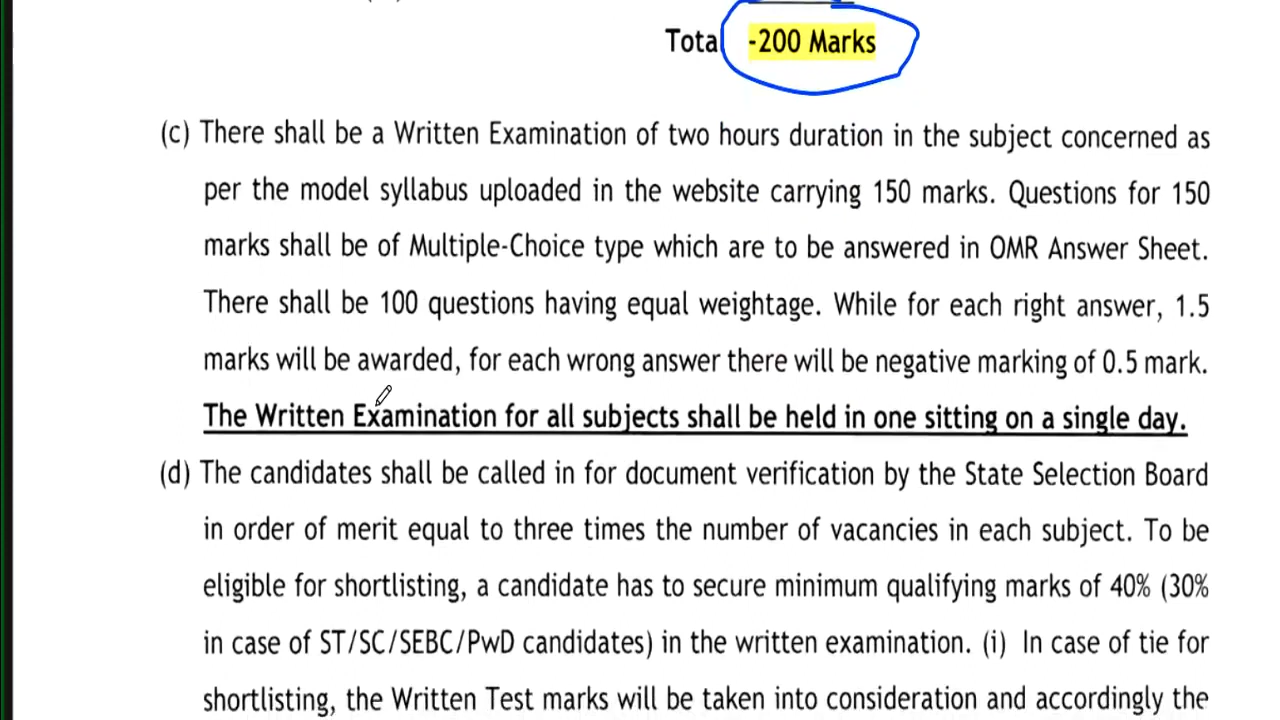 Tota -200 Marks
(c) There shall be a Written Examination of two hours duration in the subject concerned as
per the model syllabus uploaded in the website carrying 150 marks. Questions for 150
marks shall be of Multiple-Choice type which are to be answered in OMR Answer Sheet.
There shall be 100 questions having equal weightage. While for each right answer, 1.5
marks will be awarded, for each wrong answer there will be negative marking of 0.5 mark.
The Written Examination for all subjects shall be held in one sitting on a single day.
(d) The candidates shall be called in for document verification by the State Selection Board
in order of merit equal to three times the number of vacancies in each subject. To be
eligible for shortlisting, a candidate has to secure minimum qualifying marks of 40% (30%
in case of ST/SC/SEBC/PwD candidates) in the written examination. (i) In case of tie for
shortlisting, the Written Test marks will be taken into consideration and accordingly the